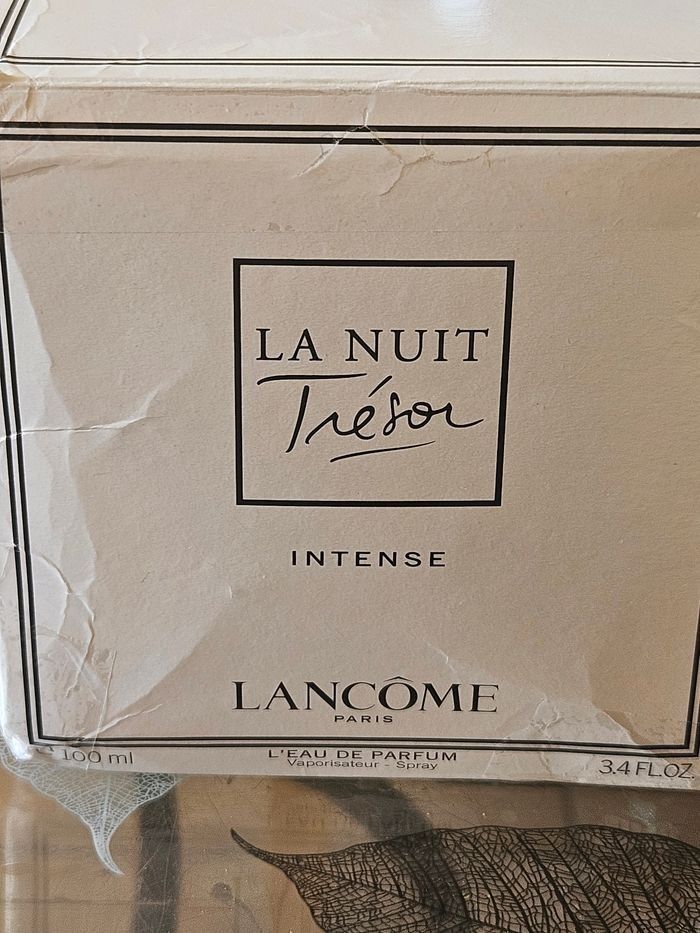 LA NUIT
Trésor
INTENSE
LANCÔME
PARIS
100 ml
L'EAU DE PARFUM
Vaporisateur - Spray
3.4 FL.OZ.